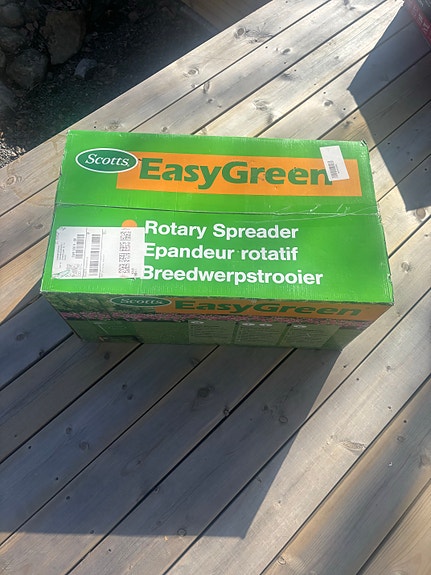 Scotts
EasyGreen
Rotary Spreader
Epandeur rotatif
Breedwerpstrooier
Scotts
EasyGreen